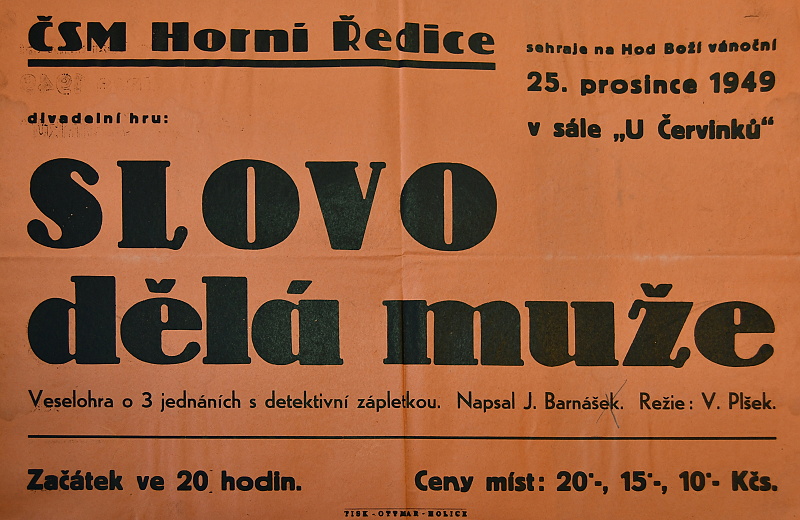 ČSM Horní Ředice
sehraje na Hod Boží vánoční
25. prosince 1949
v sále „U Červinků“
divadelní hru:
SLOVO
dělá muže
Veselohra o 3 jednáních s detektivní zápletkou. Napsal J. Barnášek. Režie: V. Plšek.
Začátek ve 20 hodin.
Ceny míst: 20·-, 15·-, 10·- Kčs.
TISK - OTTMAR - HOLICE